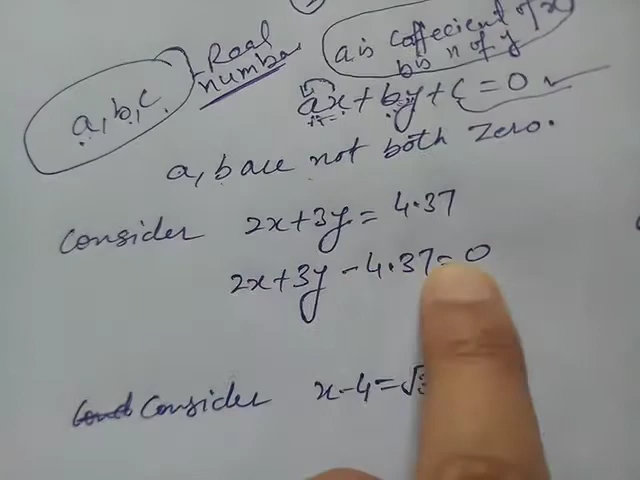 a is coffecient of x
b is n of y
Real
number
a, b, c
ax + by + c = 0
a, b are not both zero.
Consider 2x + 3y = 4.37
2x + 3y - 4.37 = 0
Consider x - 4 = √3